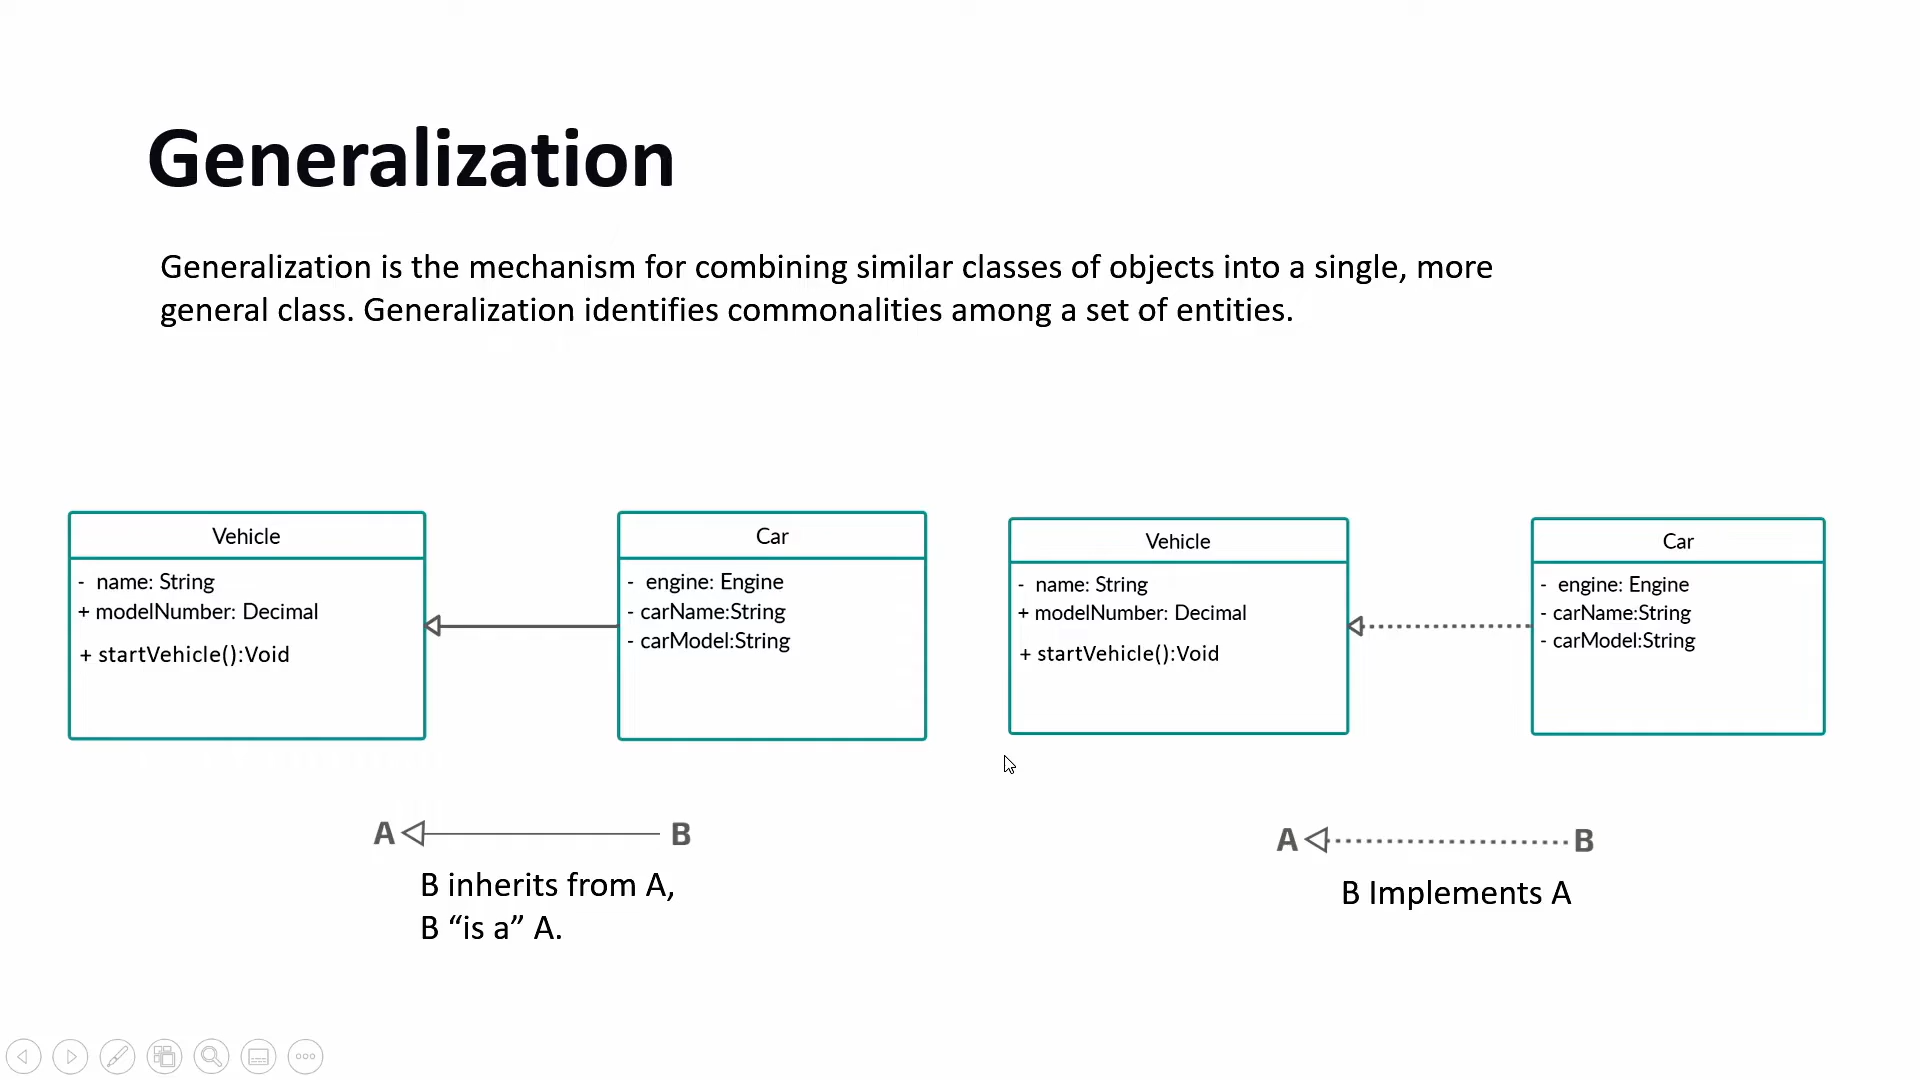 Generalization
Generalization is the mechanism for combining similar classes of objects into a single, more
general class. Generalization identifies commonalities among a set of entities.
Vehicle
- name: String
+ modelNumber: Decimal
+ startVehicle():Void
Car
- engine: Engine
- carName:String
- carModel:String
A
B
B inherits from A,
B “is a” A.
Vehicle
- name: String
+ modelNumber: Decimal
+ startVehicle():Void
Car
- engine: Engine
- carName:String
- carModel:String
A
B
B Implements A